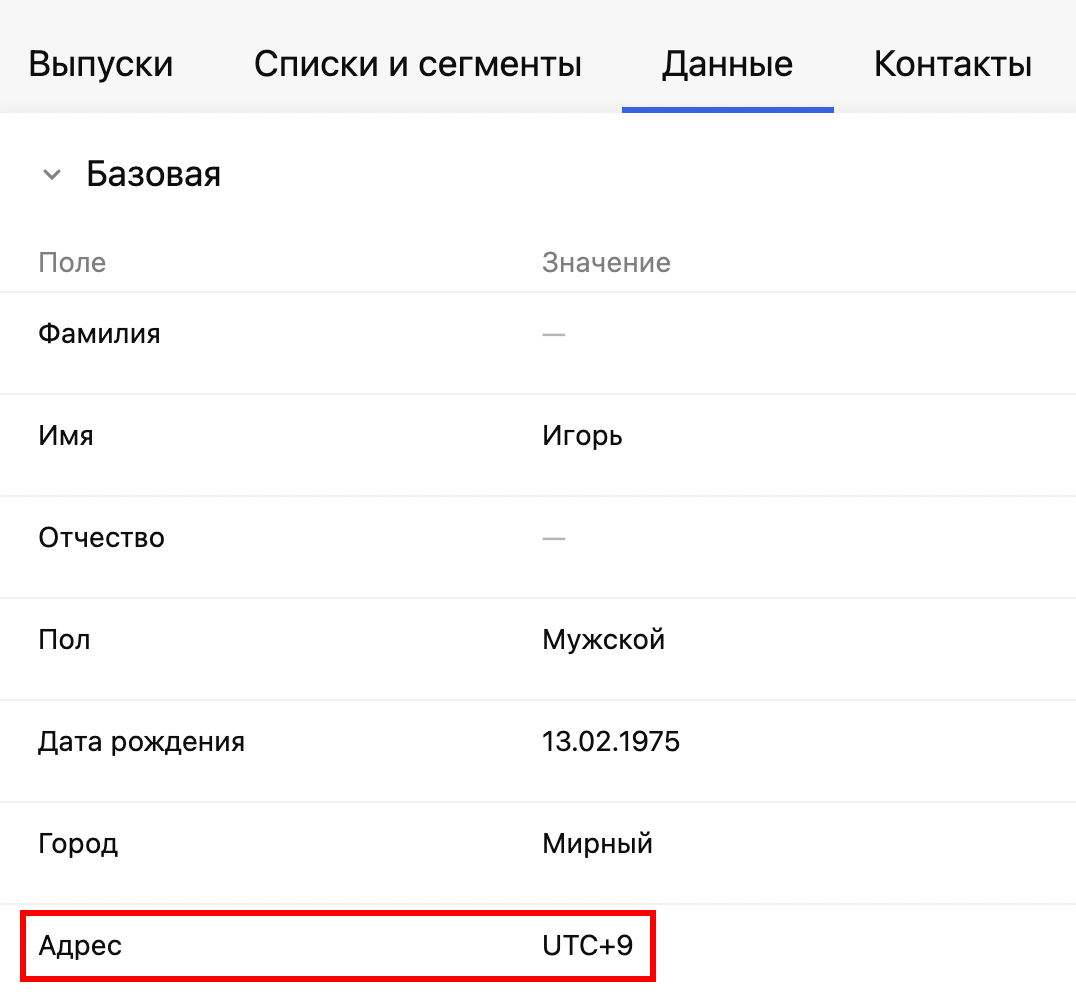 Выпуски Списки и сегменты Данные Контакты
Базовая
Поле Значение
Фамилия —
Имя Игорь
Отчество —
Пол Мужской
Дата рождения 13.02.1975
Город Мирный
Адрес UTC+9